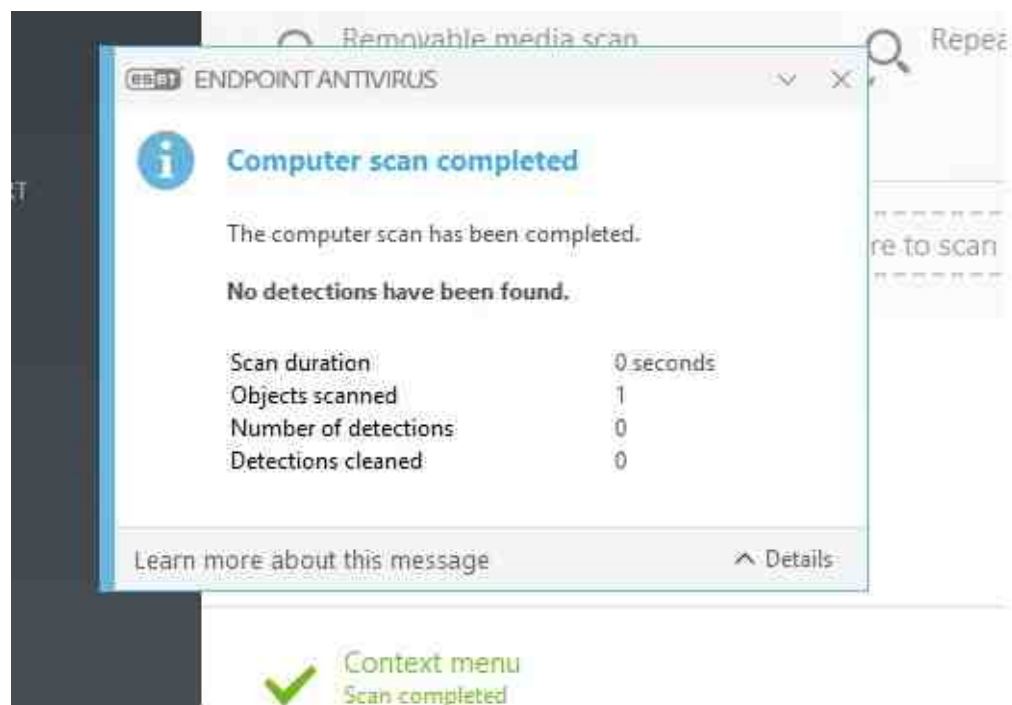 Removable media scan
Repea
eset ENDPOINT ANTIVIRUS
Computer scan completed
The computer scan has been completed.
re to scan
No detections have been found.
Scan duration 0 seconds
Objects scanned 1
Number of detections 0
Detections cleaned 0
Learn more about this message Details
Context menu
Scan completed